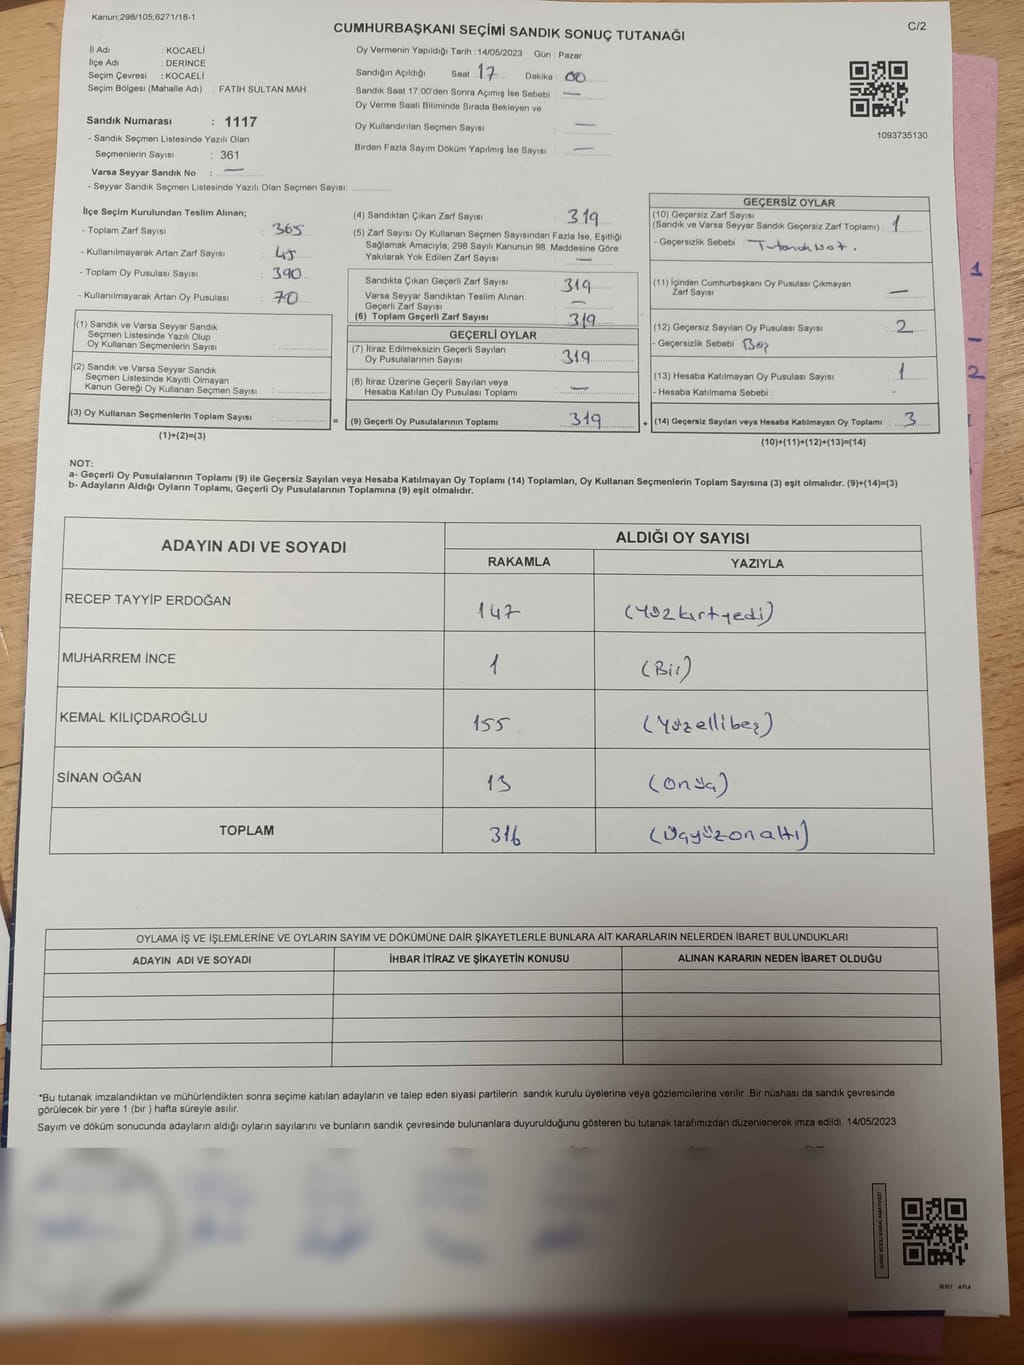 Kanun;298/105;6271/18-1
CUMHURBAŞKANI SEÇİMİ SANDIK SONUÇ TUTANAĞI
C/2
İl Adı : KOCAELİ
İlçe Adı : DERİNCE
Seçim Çevresi : KOCAELİ
Seçim Bölgesi (Mahalle Adı) : FATİH SULTAN MAH.
Sandık Numarası : 1117
- Sandık Seçmen Listesinde Yazılı Olan
Seçmenlerin Sayısı : 361
Varsa Seyyar Sandık No : —
- Seyyar Sandık Seçmen Listesinde Yazılı Olan Seçmen Sayısı: ............
Oy Vermenin Yapıldığı Tarih : 14/05/2023 Gün : Pazar
Sandığın Açıldığı Saat : 17 Dakika : 00
Sandık Saat 17.00'den Sonra Açımış İse Sebebi : —
Oy Verme Saati Bitiminde Sırada Bekleyen ve
Oy Kullandırılan Seçmen Sayısı : —
Birden Fazla Sayım Döküm Yapılmış İse Sayısı : —
1093735130
İlçe Seçim Kurulundan Teslim Alınan;
- Toplam Zarf Sayısı : 365
- Kullanılmayarak Artan Zarf Sayısı : 45
- Toplam Oy Pusulası Sayısı : 390
- Kullanılmayarak Artan Oy Pusulası : 70
(1) Sandık ve Varsa Seyyar Sandık
Seçmen Listesinde Yazılı Olup
Oy Kullanan Seçmenlerin Sayısı :
(2) Sandık ve Varsa Seyyar Sandık
Seçmen Listesinde Kayıtlı Olmayan
Kanun Gereği Oy Kullanan Seçmen Sayısı :
(3) Oy Kullanan Seçmenlerin Toplam Sayısı :
(1)+(2)=(3)
(4) Sandıktan Çıkan Zarf Sayısı : 319
(5) Zarf Sayısı Oy Kullanan Seçmen Sayısından Fazla İse, Eşitliği
Sağlamak Amacıyla; 298 Sayılı Kanunun 98. Maddesine Göre
Yakılarak Yok Edilen Zarf Sayısı : —
Sandıkta Çıkan Geçerli Zarf Sayısı : 319
Varsa Seyyar Sandıktan Teslim Alınan
Geçerli Zarf Sayısı : —
(6) Toplam Geçerli Zarf Sayısı : 319
GEÇERLİ OYLAR
(7) İtiraz Edilmeksizin Geçerli Sayılan
Oy Pusulalarının Sayısı : 319
(8) İtiraz Üzerine Geçerli Sayılan veya
Hesaba Katılan Oy Pusulası Toplamı : —
= (9) Geçerli Oy Pusulalarının Toplamı : 319
GEÇERSİZ OYLAR
(10) Geçersiz Zarf Sayısı
(Sandık ve Varsa Seyyar Sandık Geçersiz Zarf Toplamı) : 1
- Geçersizlik Sebebi :
(11) İçinden Cumhurbaşkanı Oy Pusulası Çıkmayan
Zarf Sayısı : —
(12) Geçersiz Sayılan Oy Pusulası Sayısı : 2
- Geçersizlik Sebebi : Boş
(13) Hesaba Katılmayan Oy Pusulası Sayısı : 1
- Hesaba Katılmama Sebebi :
+ (14) Geçersiz Sayılan veya Hesaba Katılmayan Oy Toplamı : 3
(10)+(11)+(12)+(13)=(14)
1
-
2
NOT:
a- Geçerli Oy Pusulalarının Toplamı (9) ile Geçersiz Sayılan veya Hesaba Katılmayan Oy Toplamı (14) Toplamları, Oy Kullanan Seçmenlerin Toplam Sayısına (3) eşit olmalıdır. (9)+(14)=(3)
b- Adayların Aldığı Oyların Toplamı, Geçerli Oy Pusulalarının Toplamına (9) eşit olmalıdır.
ADAYIN ADI VE SOYADI
ALDIĞI OY SAYISI
RAKAMLA YAZIYLA
RECEP TAYYİP ERDOĞAN 147 (Yüzkırkyedi)
MUHARREM İNCE 1 (Bir)
KEMAL KILIÇDAROĞLU 155 (Yüzellibeş)
SİNAN OĞAN 13 (Onüç)
TOPLAM 316 (Üçyüzonaltı)
OYLAMA İŞ VE İŞLEMLERİNE VE OYLARIN SAYIM VE DÖKÜMÜNE DAİR ŞİKAYETLERLE BUNLARA AİT KARARLARIN NELERDEN İBARET BULUNDUKLARI
ADAYIN ADI VE SOYADI İHBAR İTİRAZ VE ŞİKAYETİN KONUSU ALINAN KARARIN NEDEN İBARET OLDUĞU
*Bu tutanak imzalandıktan ve mühürlendikten sonra seçime katılan adayların ve talep eden siyasi partilerin sandık kurulu üyelerine veya gözlemcilerine verilir .Bir nüshası da sandık çevresinde
görülecek bir yere 1 (bir ) hafta süreyle asılır.
Sayım ve döküm sonucunda adayların aldığı oyların sayılarını ve bunların sandık çevresinde bulunanlara duyurulduğunu gösteren bu tutanak tarafımızdan düzenlenerek imza edildi. 14/05/2023